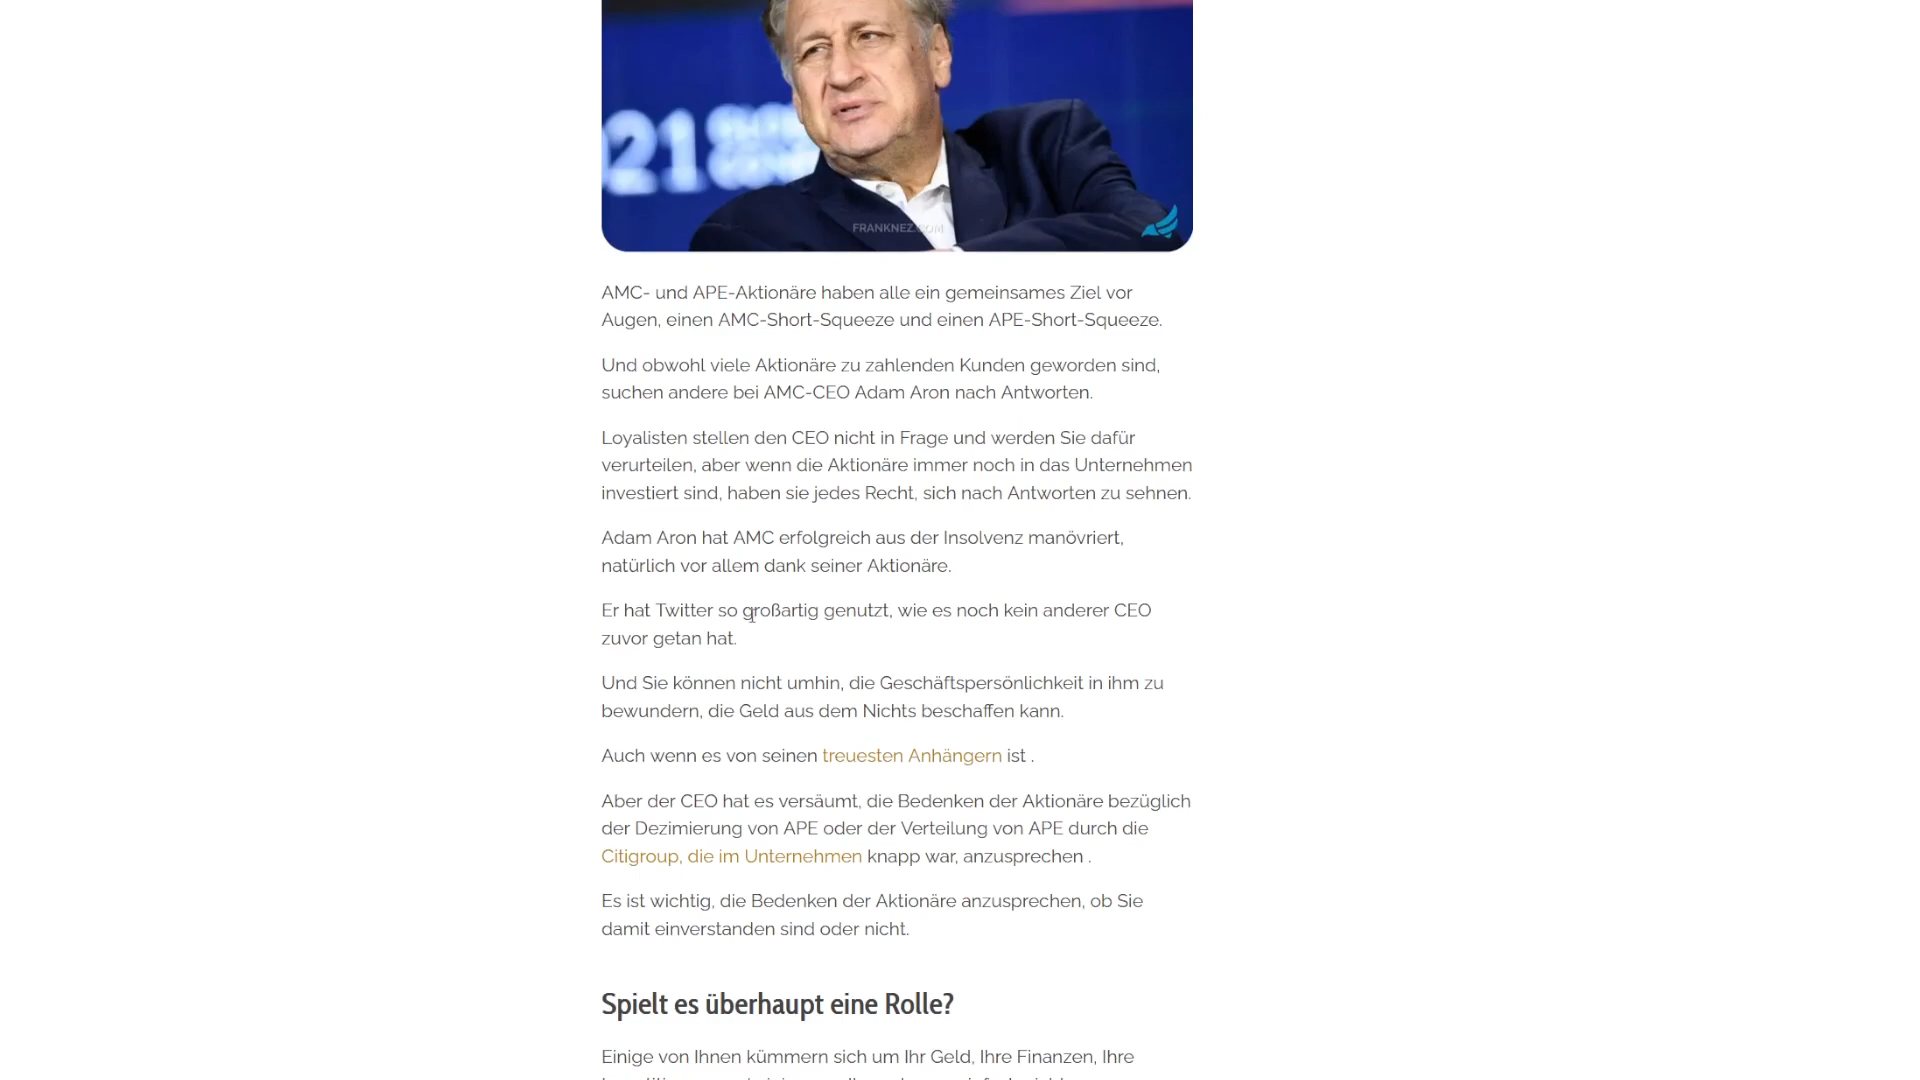 21
FRANKNEZ.COM
AMC- und APE-Aktionäre haben alle ein gemeinsames Ziel vor
Augen, einen AMC-Short-Squeeze und einen APE-Short-Squeeze.
Und obwohl viele Aktionäre zu zahlenden Kunden geworden sind,
suchen andere bei AMC-CEO Adam Aron nach Antworten.
Loyalisten stellen den CEO nicht in Frage und werden Sie dafür
verurteilen, aber wenn die Aktionäre immer noch in das Unternehmen
investiert sind, haben sie jedes Recht, sich nach Antworten zu sehnen.
Adam Aron hat AMC erfolgreich aus der Insolvenz manövriert,
natürlich vor allem dank seiner Aktionäre.
Er hat Twitter so großartig genutzt, wie es noch kein anderer CEO
zuvor getan hat.
Und Sie können nicht umhin, die Geschäftspersönlichkeit in ihm zu
bewundern, die Geld aus dem Nichts beschaffen kann.
Auch wenn es von seinen treuesten Anhängern ist .
Aber der CEO hat es versäumt, die Bedenken der Aktionäre bezüglich
der Dezimierung von APE oder der Verteilung von APE durch die
Citigroup, die im Unternehmen knapp war, anzusprechen .
Es ist wichtig, die Bedenken der Aktionäre anzusprechen, ob Sie
damit einverstanden sind oder nicht.
Spielt es überhaupt eine Rolle?
Einige von Ihnen kümmern sich um Ihr Geld, Ihre Finanzen, Ihre